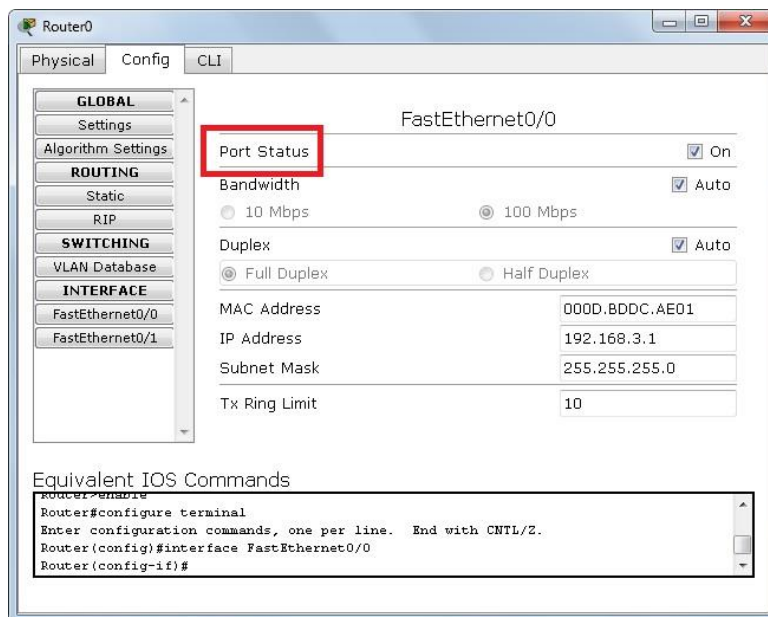 Router0
Physical Config CLI
GLOBAL
Settings
Algorithm Settings
ROUTING
Static
RIP
SWITCHING
VLAN Database
INTERFACE
FastEthernet0/0
FastEthernet0/1
FastEthernet0/0
Port Status On
Bandwidth Auto
10 Mbps 100 Mbps
Duplex Auto
Full Duplex Half Duplex
MAC Address 000D.BDDC.AE01
IP Address 192.168.3.1
Subnet Mask 255.255.255.0
Tx Ring Limit 10
Equivalent IOS Commands
Router>enable
Router#configure terminal
Enter configuration commands, one per line. End with CNTL/Z.
Router(config)#interface FastEthernet0/0
Router(config-if)#